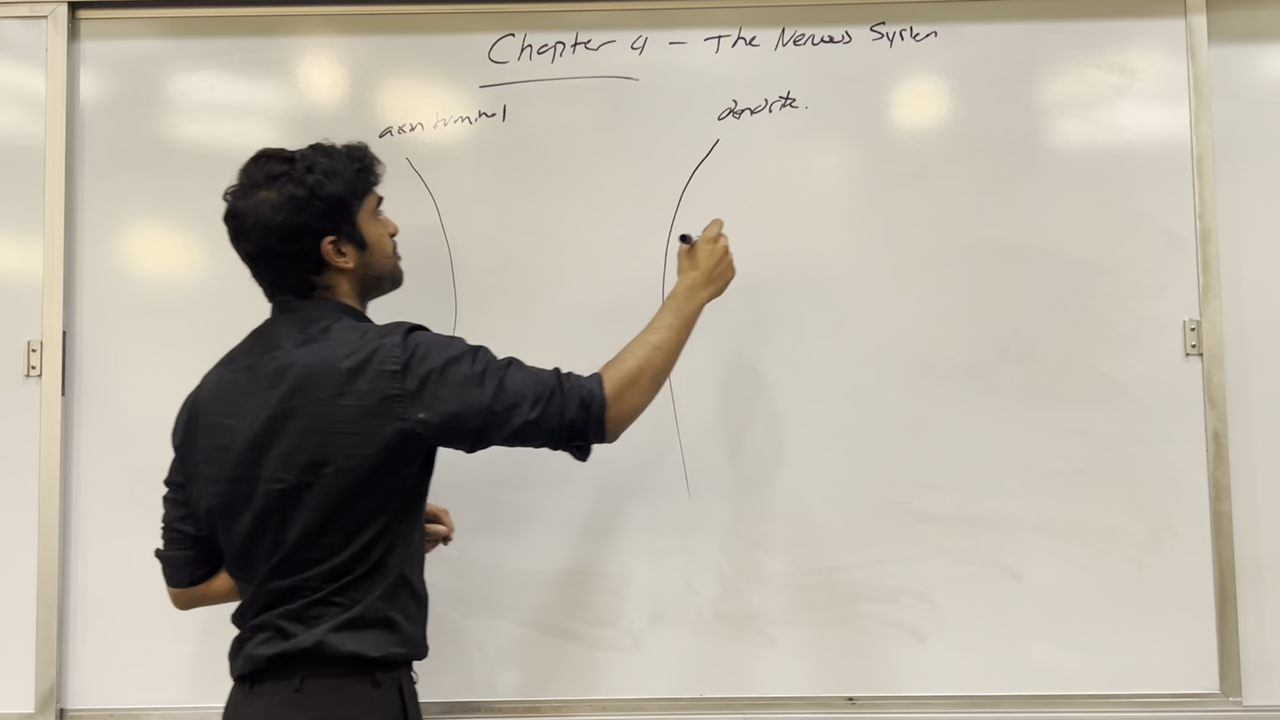 Chapter 4 - The Nervous System
axon terminal
dendrite.